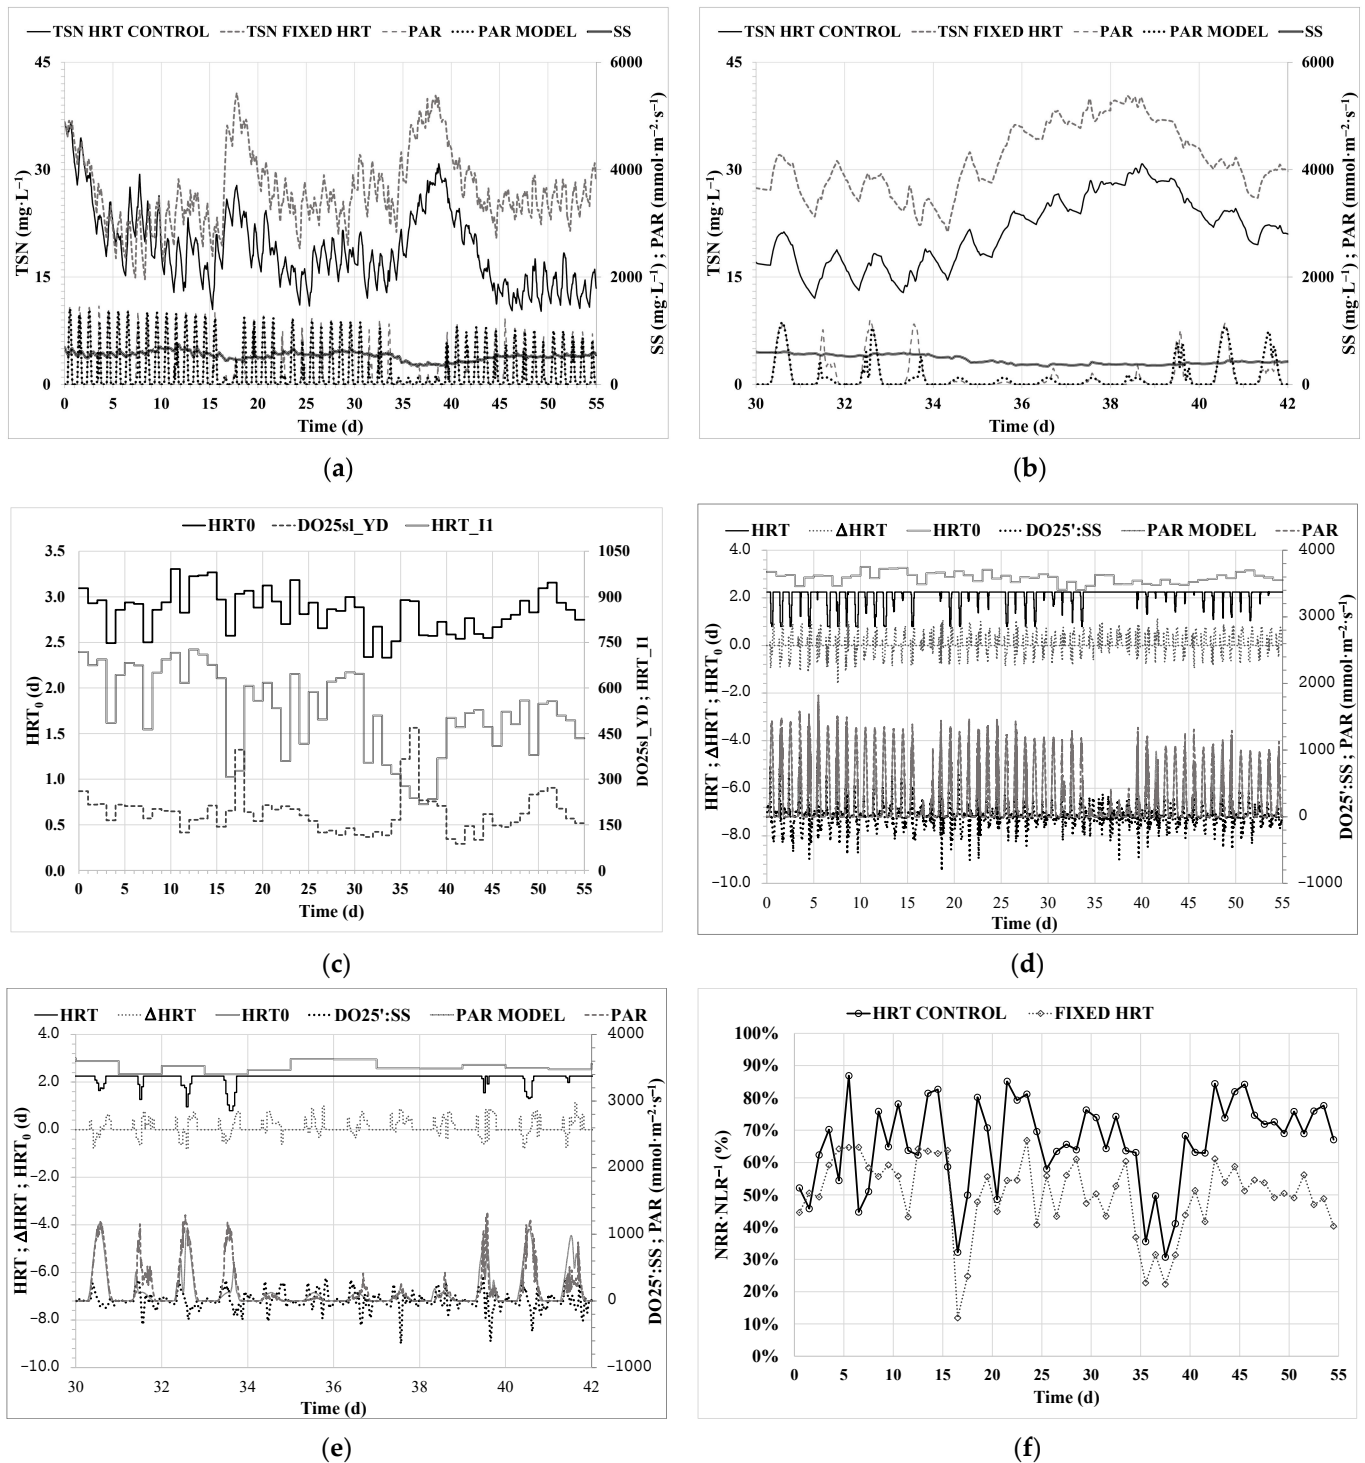 TSN HRT CONTROL TSN FIXED HRT PAR PAR MODEL SS
45 6000
30 4000
15 2000
0 0
TSN (mg·L⁻¹)
SS (mg·L⁻¹) ; PAR (mmol·m⁻²·s⁻¹)
0 5 10 15 20 25 30 35 40 45 50 55
Time (d)
(a)
TSN HRT CONTROL TSN FIXED HRT PAR PAR MODEL SS
45 6000
30 4000
15 2000
0 0
TSN (mg·L⁻¹)
SS (mg·L⁻¹) ; PAR (mmol·m⁻²·s⁻¹)
30 32 34 36 38 40 42
Time (d)
(b)
HRT0 DO25sl_YD HRT_I1
3.5 1050
3.0 900
2.5 750
2.0 600
1.5 450
1.0 300
0.5 150
0.0 0
HRT₀ (d)
DO25sl_YD ; HRT_I1
0 5 10 15 20 25 30 35 40 45 50 55
Time (d)
(c)
HRT ΔHRT HRT0 DO25':SS PAR MODEL PAR
4.0 4000
2.0 3000
0.0
−2.0 2000
−4.0 1000
−6.0
−8.0 0
−10.0 −1000
HRT ; ΔHRT ; HRT₀ (d)
DO25':SS ; PAR (mmol·m⁻²·s⁻¹)
0 5 10 15 20 25 30 35 40 45 50 55
Time (d)
(d)
HRT ΔHRT HRT0 DO25':SS PAR MODEL PAR
4.0 4000
2.0 3000
0.0
−2.0 2000
−4.0 1000
−6.0
−8.0 0
−10.0 −1000
HRT ; ΔHRT ; HRT₀ (d)
DO25':SS ; PAR (mmol·m⁻²·s⁻¹)
30 32 34 36 38 40 42
Time (d)
(e)
HRT CONTROL FIXED HRT
100%
90%
80%
70%
60%
50%
40%
30%
20%
10%
0%
NRR·NLR⁻¹ (%)
0 5 10 15 20 25 30 35 40 45 50 55
Time (d)
(f)